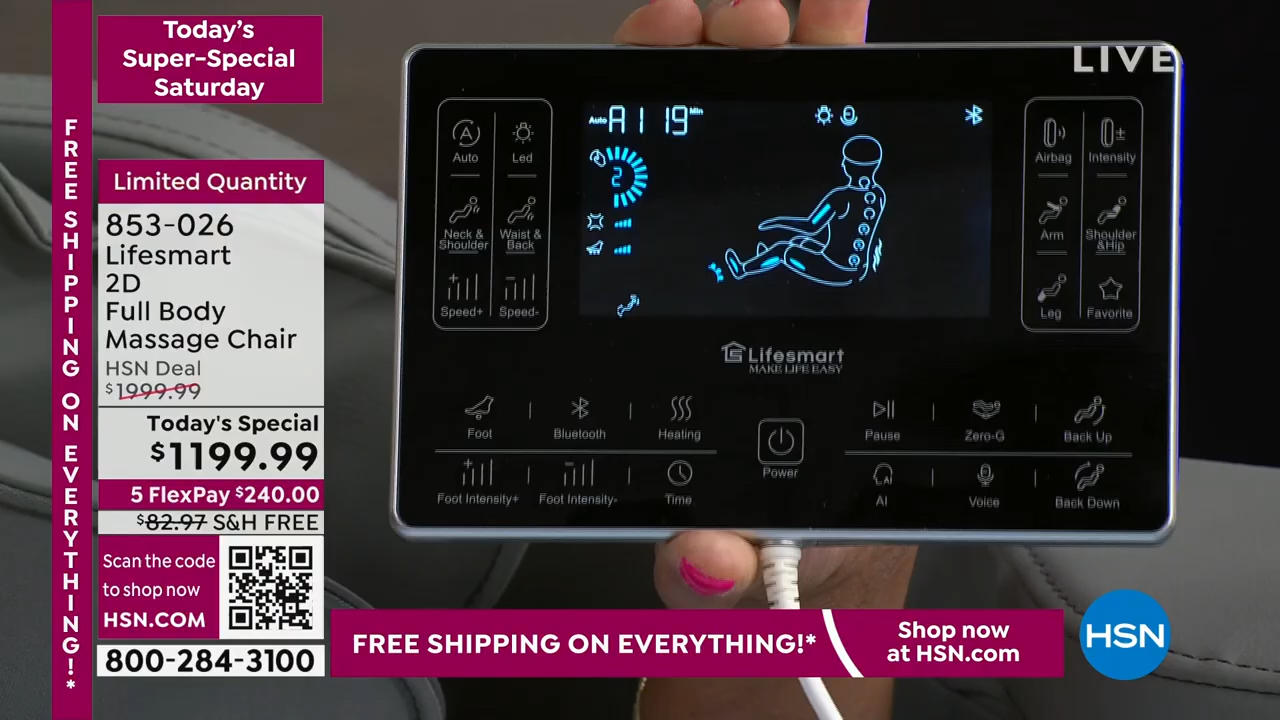 FREE SHIPPING ON EVERYTHING!*
Today's
Super-Special
Saturday
Limited Quantity
853-026
Lifesmart
2D
Full Body
Massage Chair
HSN Deal
$1999.99
Today's Special
$1199.99
5 FlexPay $240.00
$82.97 S&H FREE
Scan the code
to shop now
HSN.COM
800-284-3100
LIVE
Auto A1 19 Min
2
Auto Led
Neck & Shoulder
Waist & Back
Speed+ Speed-
Airbag Intensity
Arm
Shoulder &Hip
Leg Favorite
Lifesmart
MAKE LIFE EASY
Foot Bluetooth Heating
Foot Intensity+ Foot Intensity- Time
Power
Pause Zero-G Back Up
AI Voice Back Down
FREE SHIPPING ON EVERYTHING!*
Shop now
at HSN.com
HSN